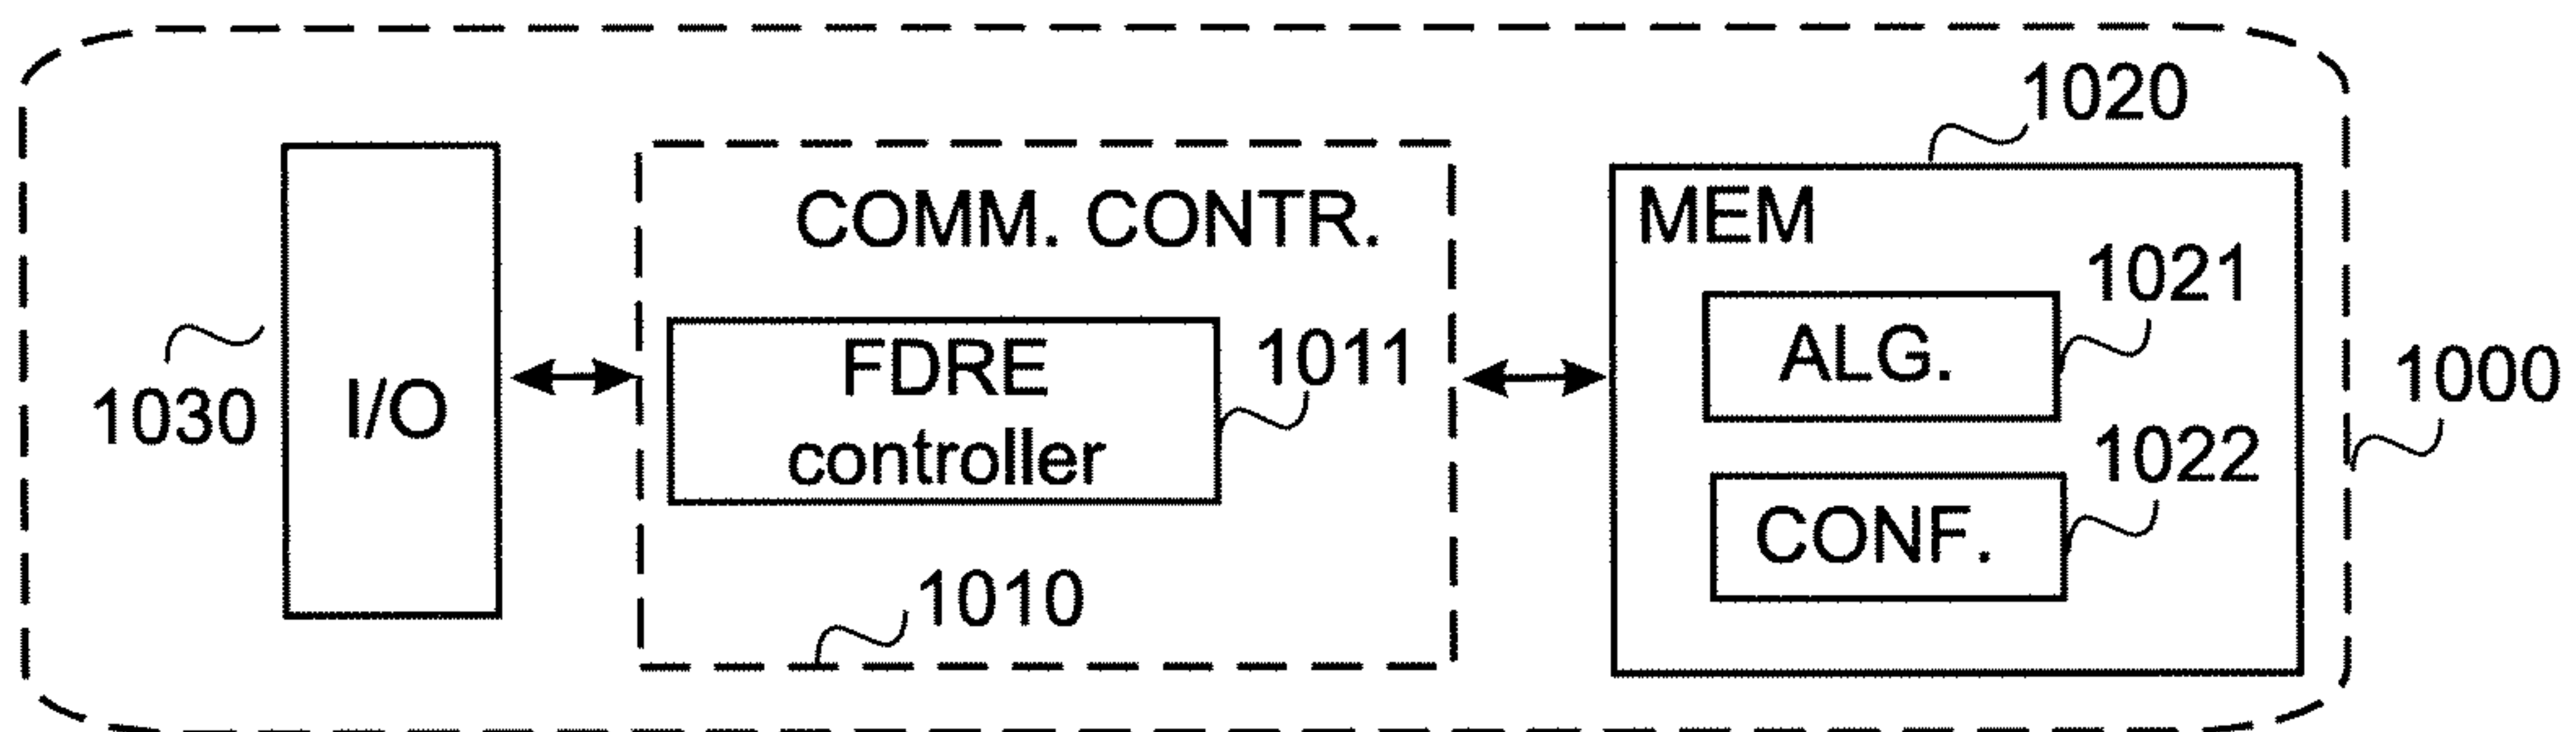 1020
COMM. CONTR.
MEM
1021
FDRE
controller
1011
ALG.
1000
1030
I/O
1022
CONF.
1010